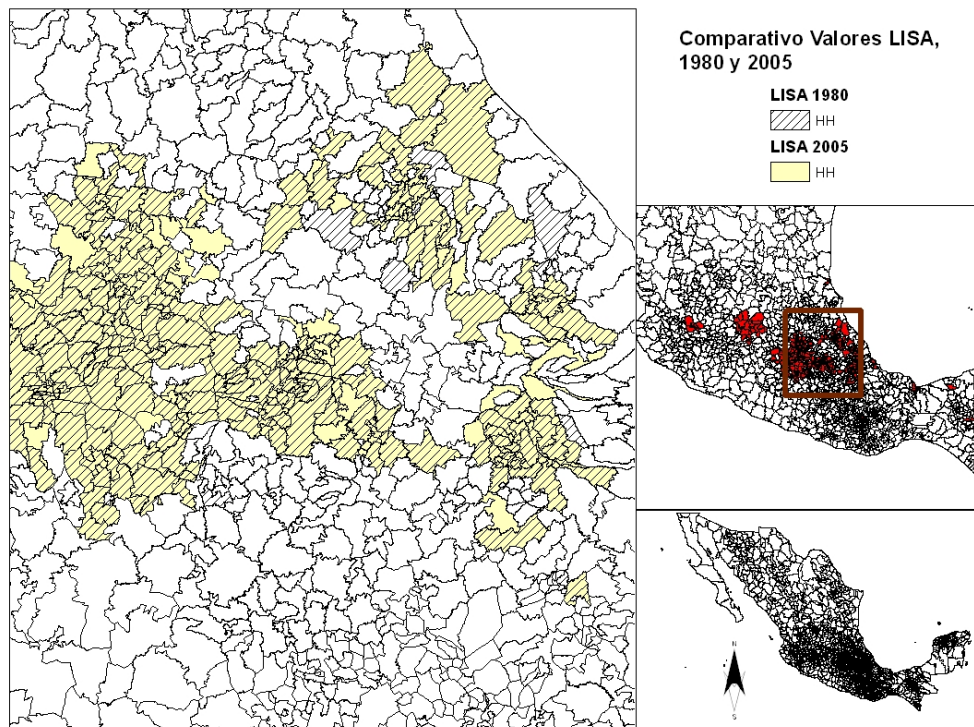 Comparativo Valores LISA,
1980 y 2005
LISA 1980
HH
LISA 2005
HH
N
S